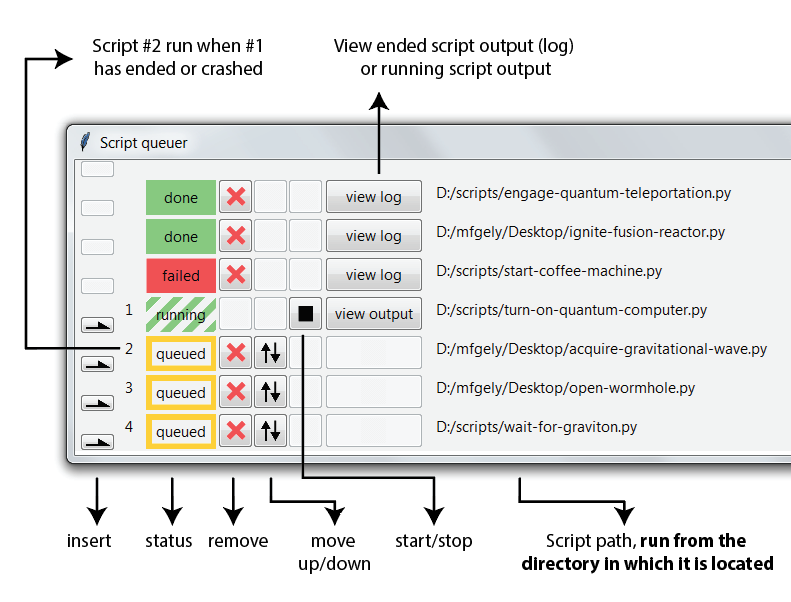 Script #2 run when #1
has ended or crashed
View ended script output (log)
or running script output
Script queuer
done view log D:/scripts/engage-quantum-teleportation.py
done view log D:/mfgely/Desktop/ignite-fusion-reactor.py
failed view log D:/scripts/start-coffee-machine.py
1 running view output D:/scripts/turn-on-quantum-computer.py
2 queued D:/mfgely/Desktop/acquire-gravitational-wave.py
3 queued D:/mfgely/Desktop/open-wormhole.py
4 queued D:/scripts/wait-for-graviton.py
insert
status
remove
move
up/down
start/stop
Script path, run from the
directory in which it is located